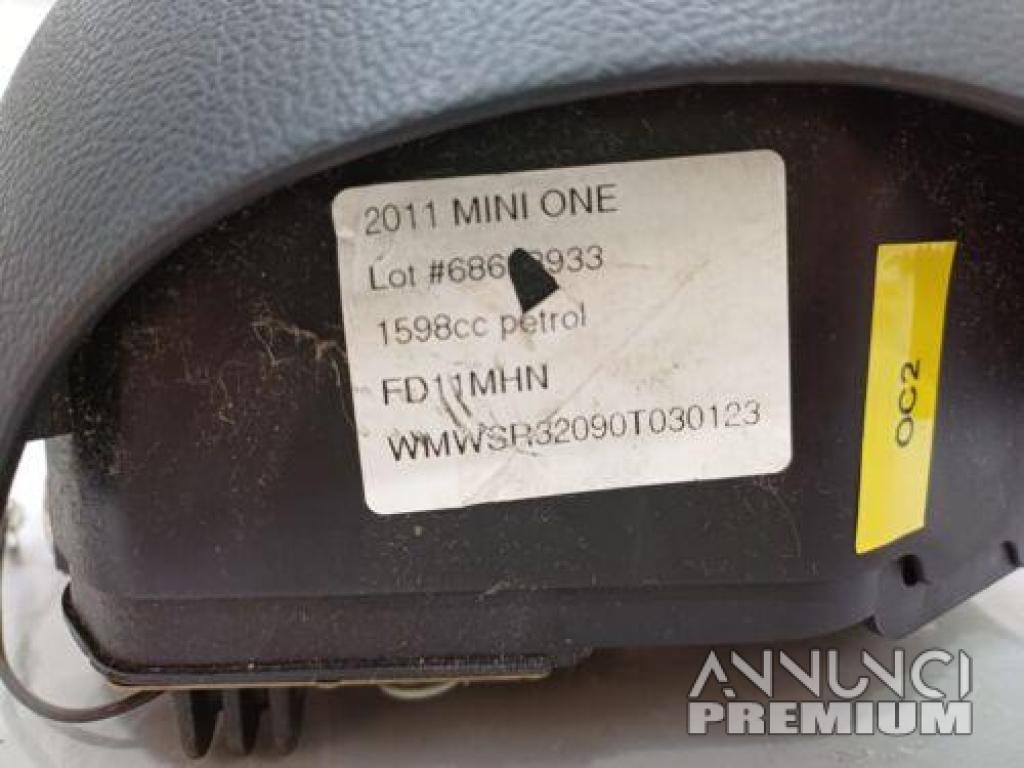 2011 MINI ONE
Lot
1598cc petrol
FD11MHN
WMWSR32090T030123
OC2
ANNUNCI
PREMIUM